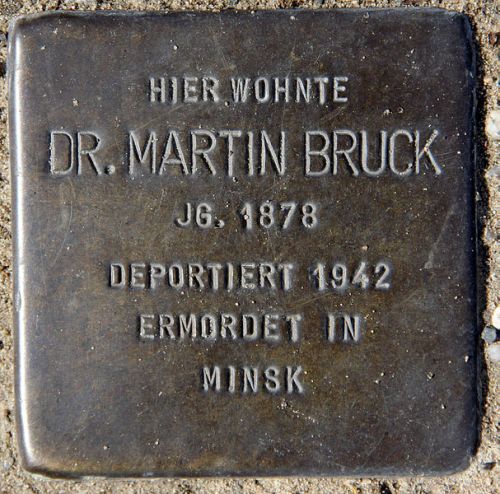 HIER WOHNTE
DR. MARTIN BRUCK
JG. 1878
DEPORTIERT 1942
ERMORDET IN
MINSK